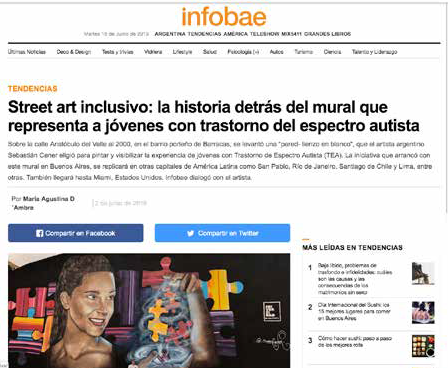 infobae
Martes 18 de Junio de 2019 ARGENTINA TENDENCIAS AMÉRICA TELESHOW MIX5411 GRANDES LIBROS
Últimas Noticias Deco & Design Tests y trivias Vidriera Lifestyle Salud Psicología (+) Autos Turismo Ciencia Talento y Liderazgo
TENDENCIAS
Street art inclusivo: la historia detrás del mural que
representa a jóvenes con trastorno del espectro autista
Sobre la calle Aristóbulo del Valle al 2000, en el barrio porteño de Barracas, se levantó una "pared- lienzo en blanco", que el artista argentino
Sebastián Cener eligió para pintar y visibilizar la experiencia de jóvenes con Trastorno de Espectro Autista (TEA). La iniciativa que arrancó con
este mural en Buenos Aires, se replicará en otras capitales de América Latina como San Pablo, Río de Janeiro, Santiago de Chile y Lima, entre
otras. También llegará hasta Miami, Estados Unidos. Infobae dialogó con el artista.
Por María Agustina D
'Ambra
2 de junio de 2019
Compartir en Facebook
Compartir en Twitter
MÁS LEÍDAS EN TENDENCIAS
1 Baja libido, problemas de
trasfondo e infidelidades: cuáles
son las causas y las
consecuencias de los
matrimonios sin sexo
2 Día Internacional del Sushi: los
15 mejores lugares para comer
en Buenos Aires
3 Cómo hacer sushi: paso a paso
de los mejores rolls